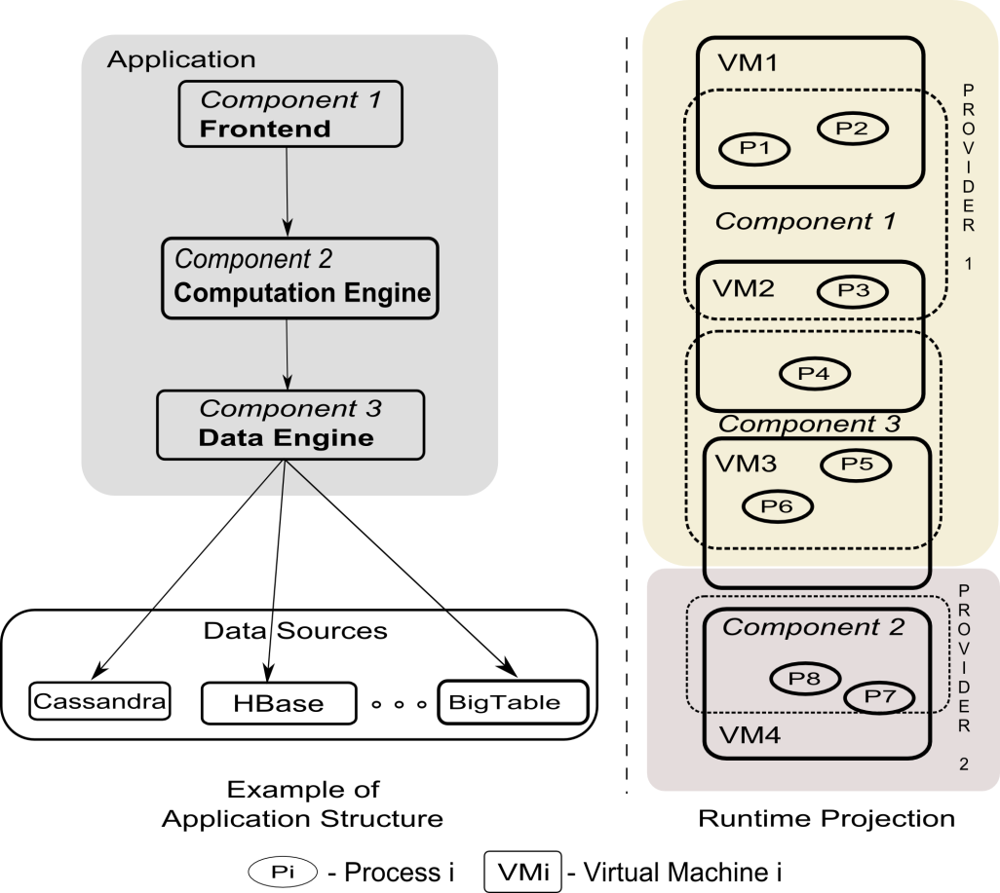 Application
Component 1
Frontend
Component 2
Computation Engine
Component 3
Data Engine
Data Sources
Cassandra
HBase
BigTable
Example of
Application Structure
VM1
P1
P2
Component 1
VM2
P3
P4
Component 3
VM3
P5
P6
PROVIDER 1
Component 2
P8
P7
VM4
PROVIDER 2
Runtime Projection
Pi - Process i VMi - Virtual Machine i